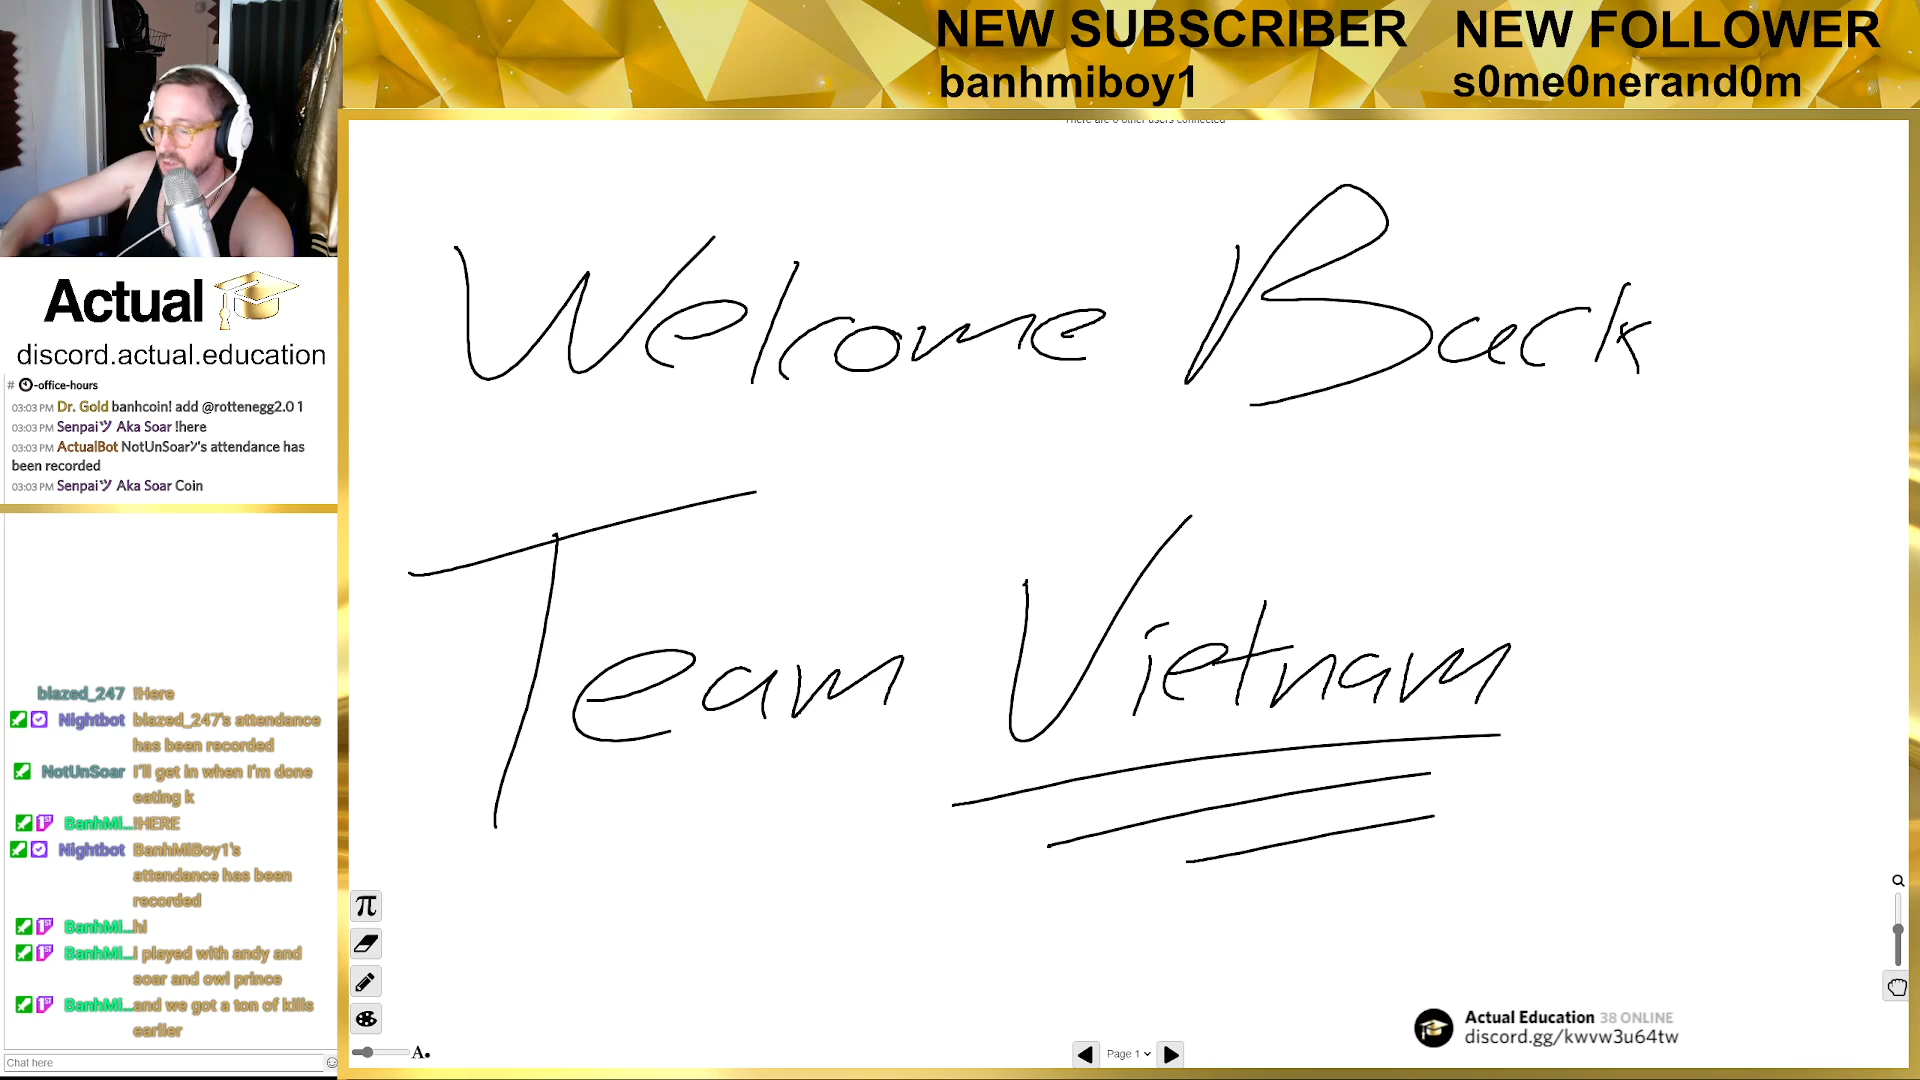 NEW SUBSCRIBER
banhmiboy1
NEW FOLLOWER
s0me0nerand0m
There are 0 other users connected
Welcome Back
Team Vietnam
Actual
discord.actual.education
# -office-hours
03:03 PM Dr. Gold banhcoin! add @rottenegg2.0 1
03:03 PM Senpaiツ Aka Soar !here
03:03 PM ActualBot NotUnSoarツ's attendance has
been recorded
03:03 PM Senpaiツ Aka Soar Coin
blazed_247 !Here
Nightbot blazed_247's attendance
has been recorded
NotUnSoar I'll get in when I'm done
eating k
BanhMi...!HERE
Nightbot BanhMiBoy1's
attendance has been
recorded
BanhMi...hi
BanhMi...i played with andy and
soar and owl prince
BanhMi...and we got a ton of kills
earlier
Chat here
π
A
Page 1
Actual Education 38 ONLINE
discord.gg/kwvw3u64tw